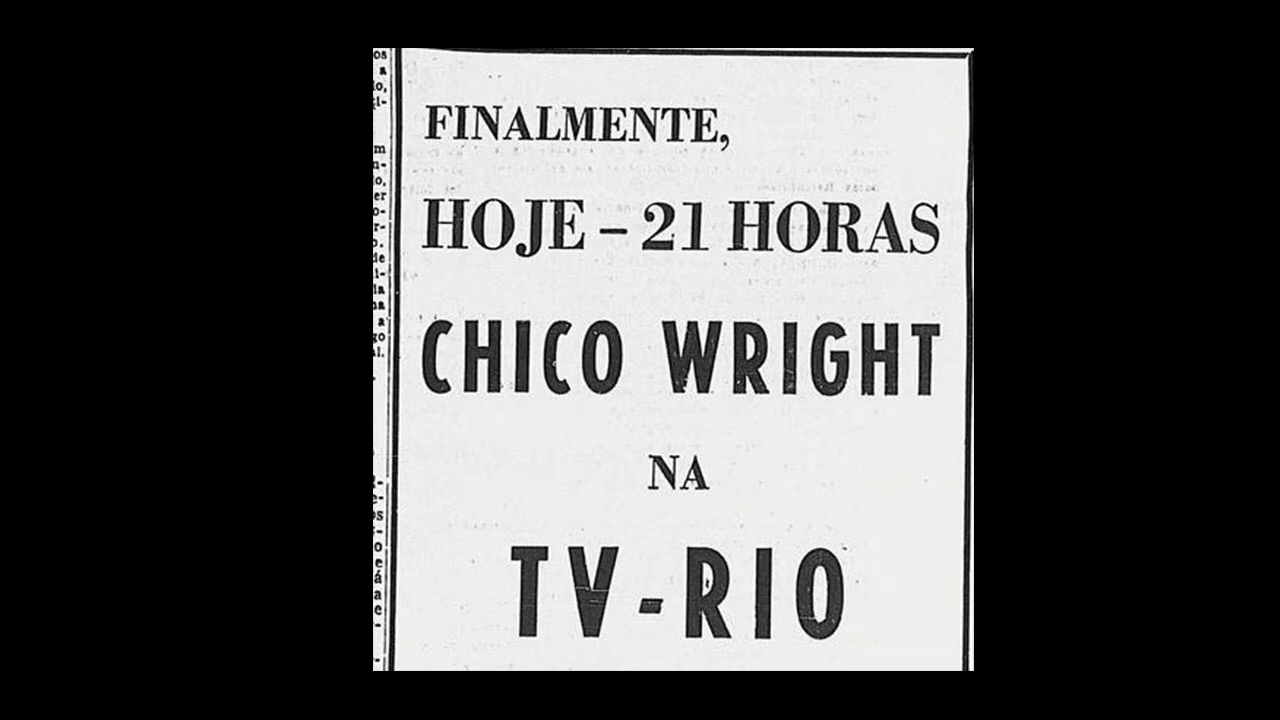 FINALMENTE,
HOJE – 21 HORAS
CHICO WRIGHT
NA
TV-RIO